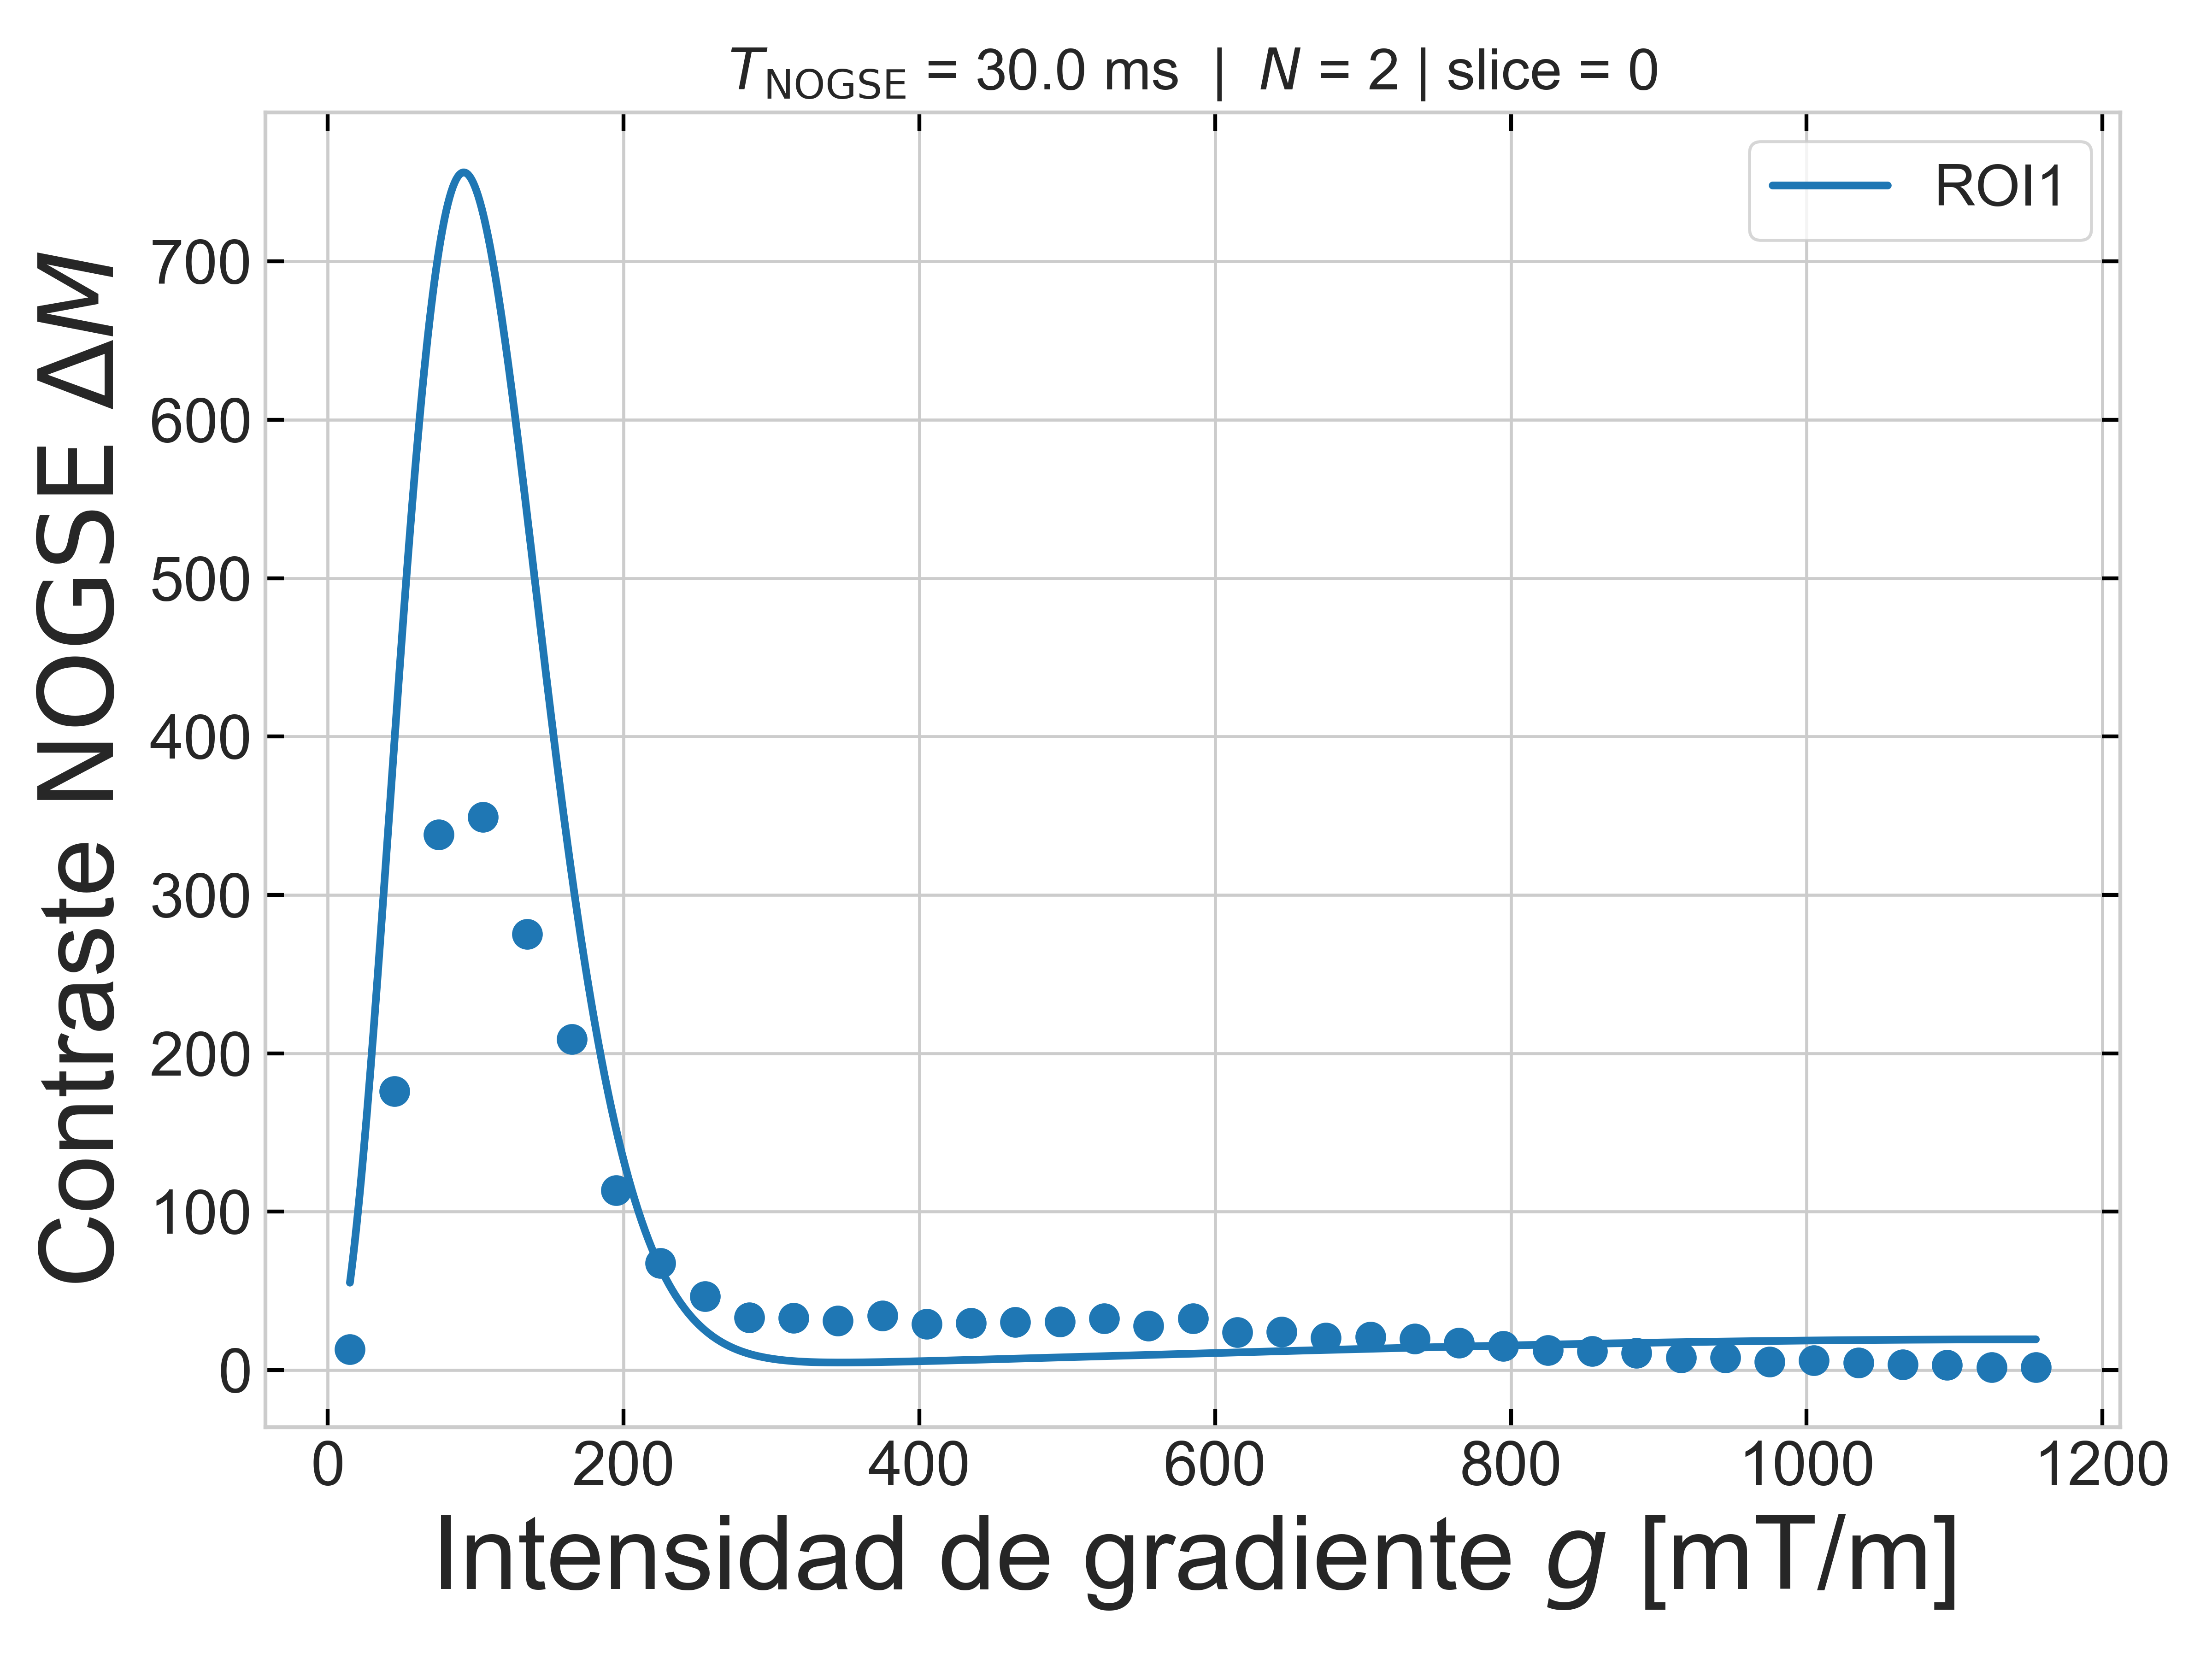 T_NOGSE = 30.0 ms | N = 2 | slice = 0
ROI1
Contraste NOGSE ΔM
700
600
500
400
300
200
100
0
0 200 400 600 800 1000 1200
Intensidad de gradiente g [mT/m]